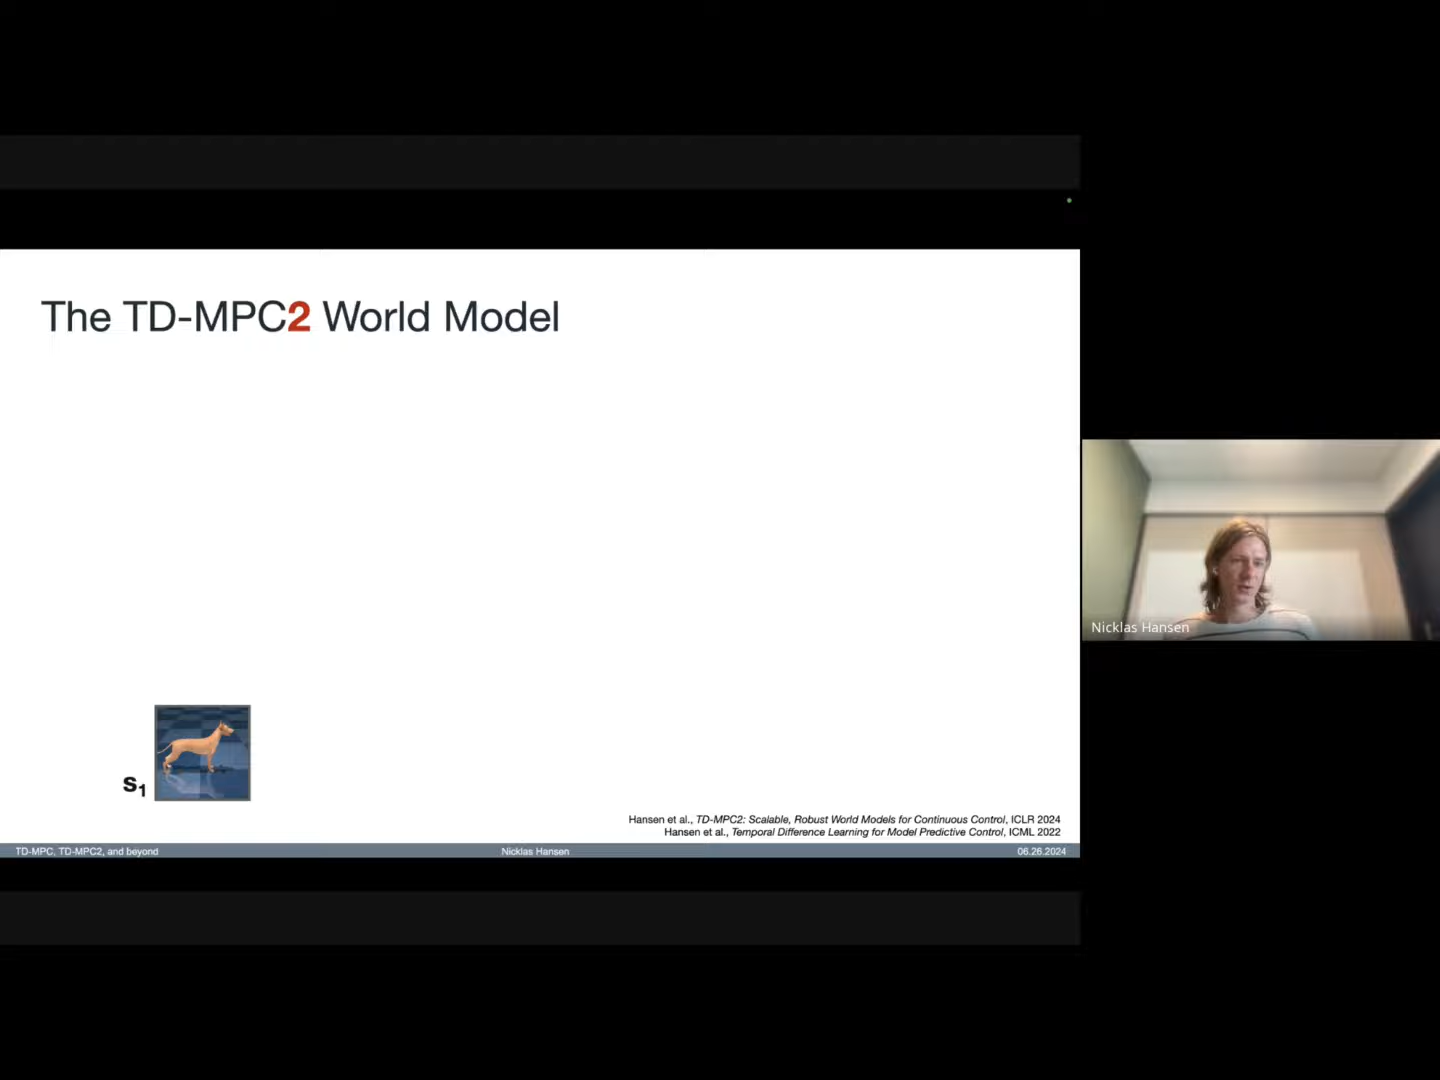 The TD-MPC2 World Model
s1
Hansen et al., TD-MPC2: Scalable, Robust World Models for Continuous Control, ICLR 2024
Hansen et al., Temporal Difference Learning for Model Predictive Control, ICML 2022
TD-MPC, TD-MPC2, and beyond
Nicklas Hansen
06.26.2024
Nicklas Hansen